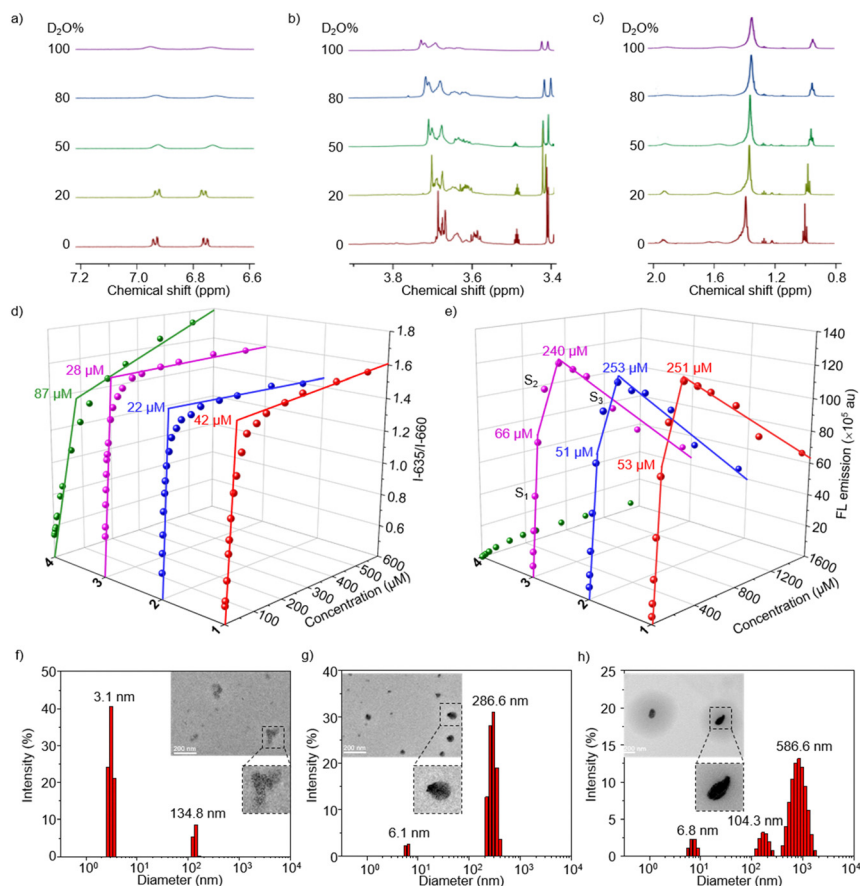 a)
D₂O%
100
80
50
20
0
7.2 7.0 6.8 6.6
Chemical shift (ppm)
b)
D₂O%
100
80
50
20
0
3.8 3.6 3.4
Chemical shift (ppm)
c)
D₂O%
100
80
50
20
0
2.0 1.6 1.2 0.8
Chemical shift (ppm)
d)
87 µM
28 µM
22 µM
42 µM
1.8
1.6
1.4
1.2
1.0
0.8
0.6
I-635/I-660
4
3
2
1
100
200
300
400
500
600
Concentration (µM)
e)
240 µM
253 µM
251 µM
S₂
S₃
66 µM
51 µM
53 µM
S₁
140
120
100
80
60
40
20
FL emission (×10⁵ au)
4
3
2
1
400
800
1200
1600
Concentration (µM)
f)
50
40
30
20
10
0
Intensity (%)
3.1 nm
134.8 nm
200 nm
10⁰ 10¹ 10² 10³ 10⁴
Diameter (nm)
g)
40
30
20
10
0
Intensity (%)
286.6 nm
6.1 nm
200 nm
10⁰ 10¹ 10² 10³ 10⁴
Diameter (nm)
h)
25
20
15
10
5
0
Intensity (%)
586.6 nm
104.3 nm
6.8 nm
200 nm
10⁰ 10¹ 10² 10³ 10⁴
Diameter (nm)